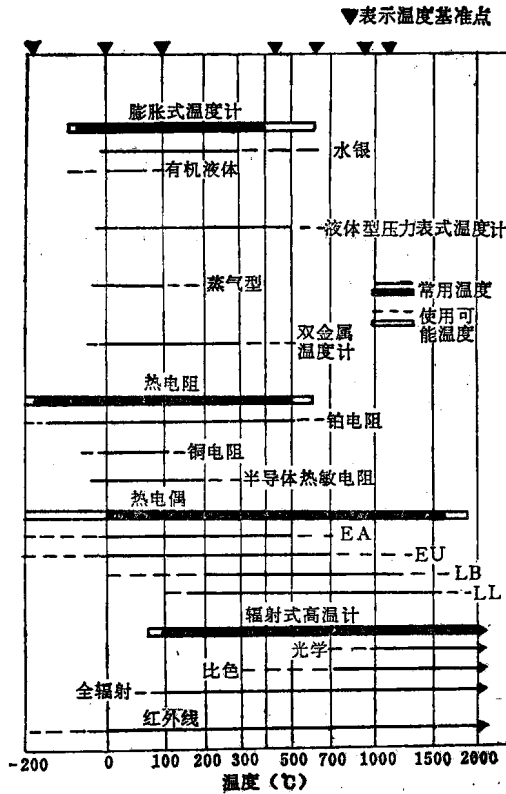 ▼表示温度基准点
膨胀式温度计
水银
有机液体
液体型压力表式温度计
蒸气型
常用温度
使用可
能温度
双金属
温度计
热电阻
铂电阻
铜电阻
半导体热敏电阻
热电偶
EA
EU
LB
LL
辐射式高温计
光学
比色
全辐射
红外线
-200 0 100 200 300 400 500 700 1000 1500 2000
温度(℃)